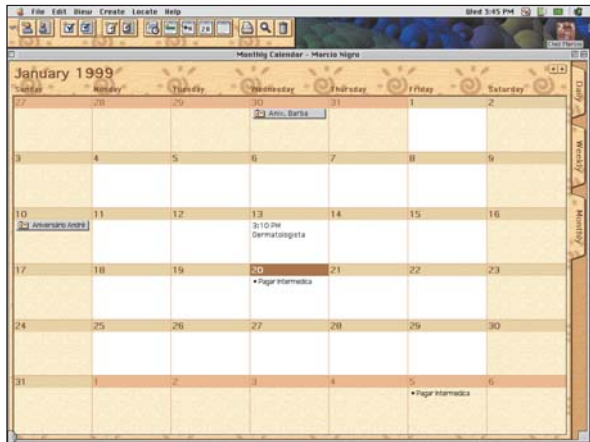 File Edit View Create Locate Help
Wed 3:45 PM
Chez Marcio
Monthly Calendar - Marcio Nigro
January 1999
Sunday Monday Tuesday Wednesday Thursday Friday Saturday
27 28 29 30 31 1 2
Aniv. Barba
3 4 5 6 7 8 9
10 11 12 13 14 15 16
Aniversário André
3:10 PM
Dermatologista
17 18 19 20 21 22 23
• Pagar Intermedica
24 25 26 27 28 29 30
31 1 2 3 4 5 6
• Pagar Intermedica
Daily
Weekly
Monthly